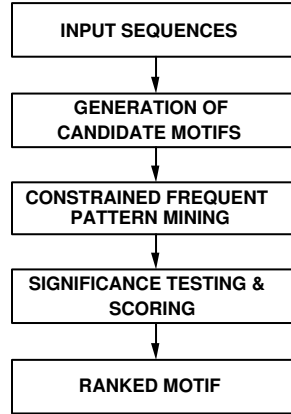 INPUT SEQUENCES
GENERATION OF
CANDIDATE MOTIFS
CONSTRAINED FREQUENT
PATTERN MINING
SIGNIFICANCE TESTING &
SCORING
RANKED MOTIF